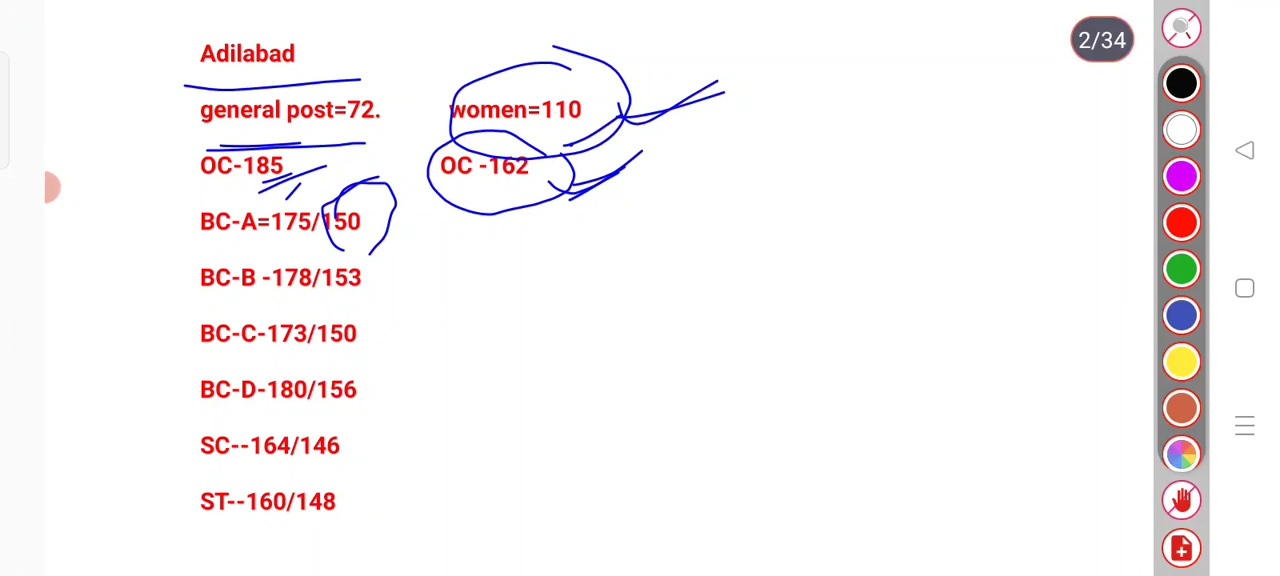 2/34
Adilabad
general post=72. women=110
OC-185 OC -162
BC-A=175/150
BC-B -178/153
BC-C-173/150
BC-D-180/156
SC--164/146
ST--160/148